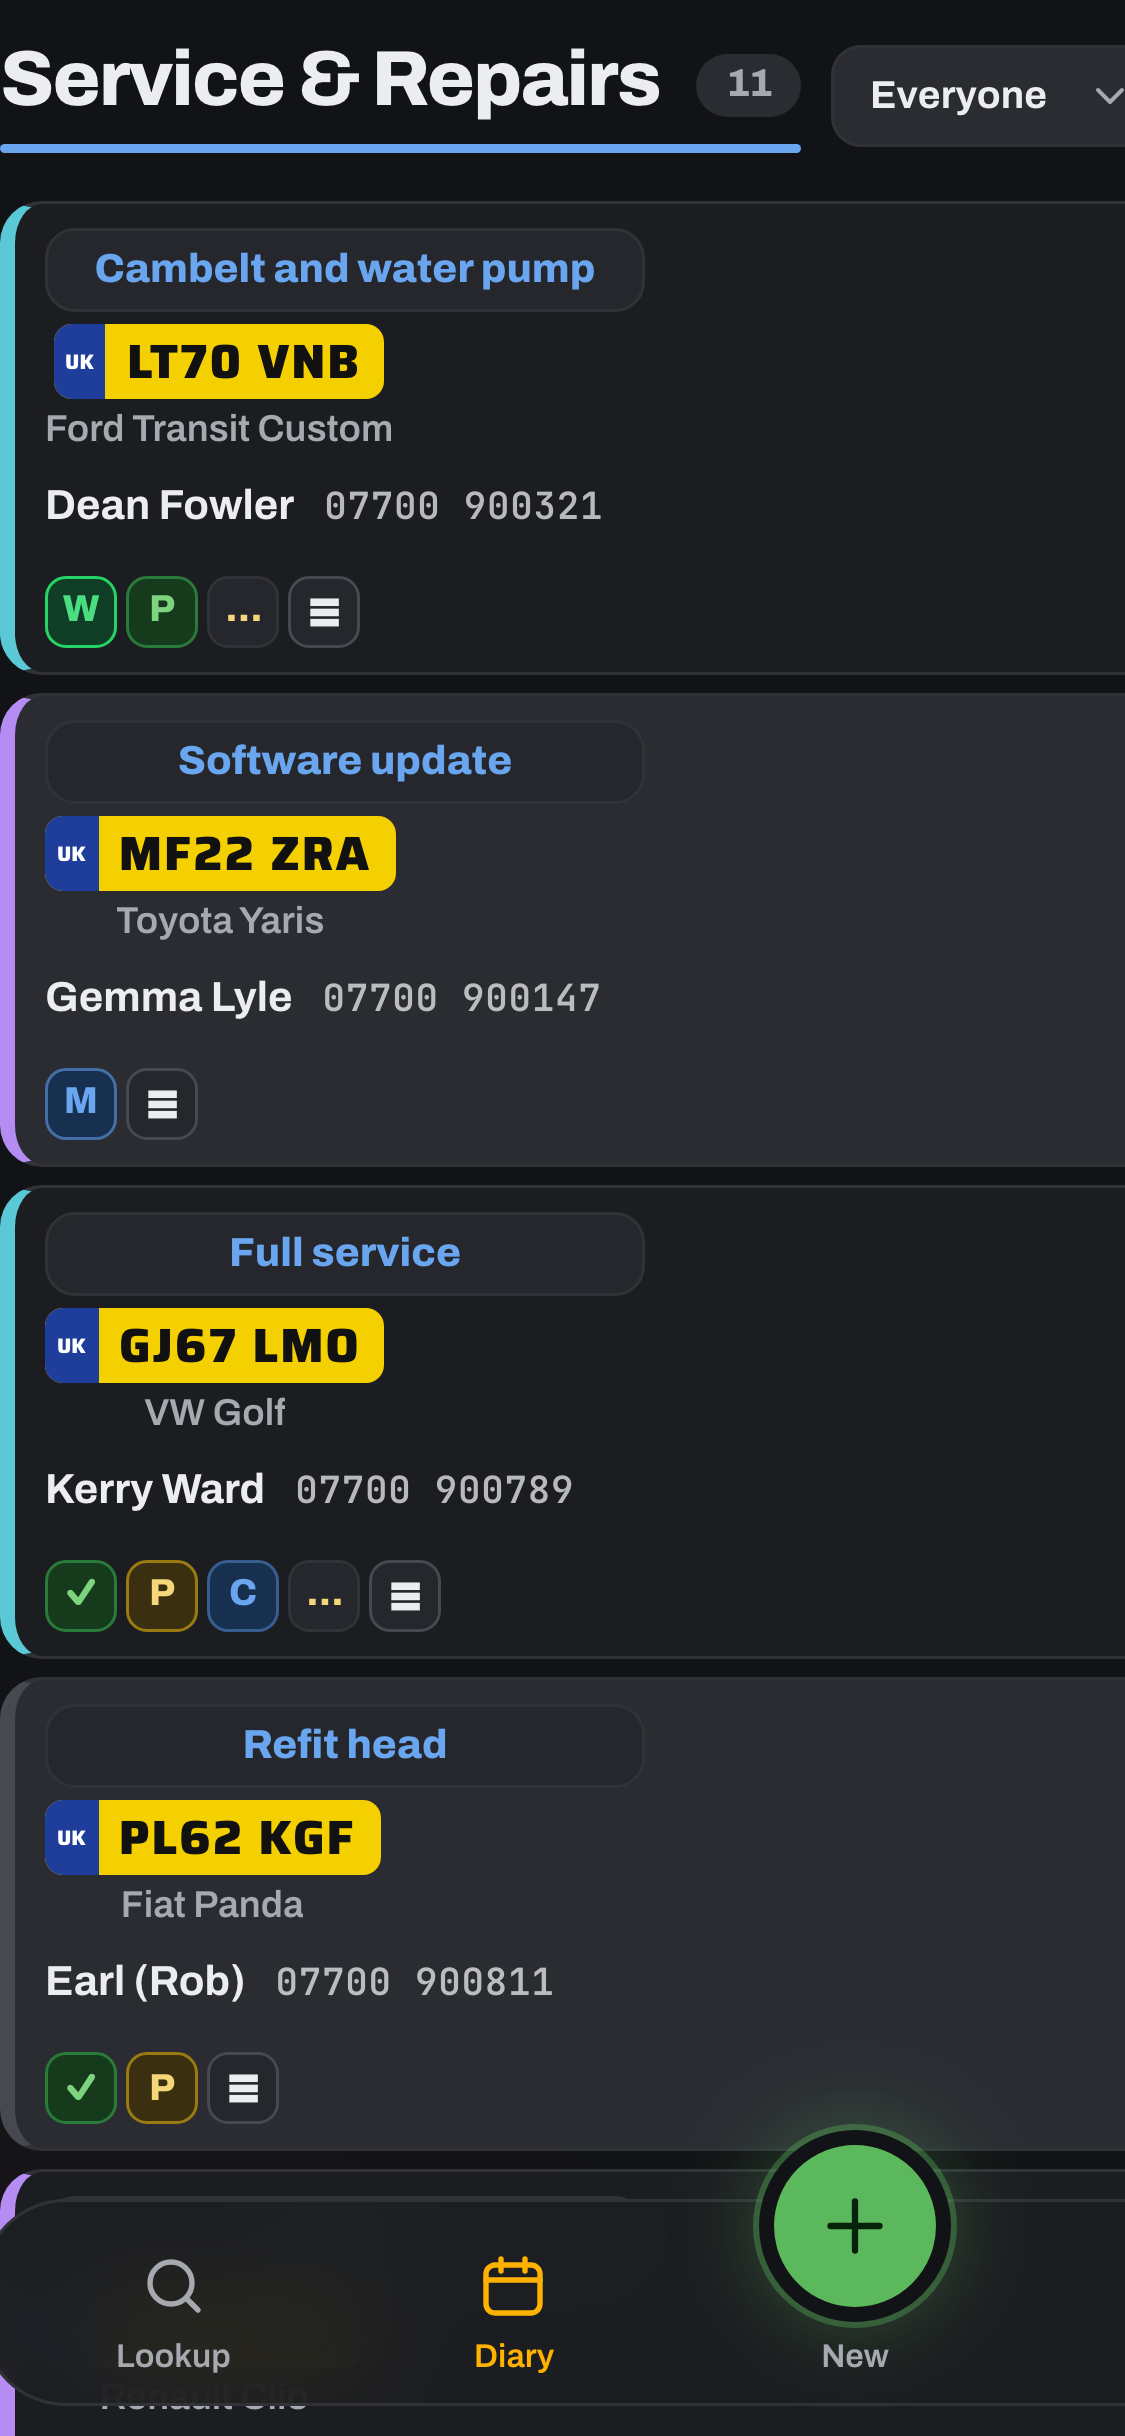 Service & Repairs 11 Everyone
Cambelt and water pump
UK LT70 VNB
Ford Transit Custom
Dean Fowler 07700 900321
W P ...
Software update
UK MF22 ZRA
Toyota Yaris
Gemma Lyle 07700 900147
M
Full service
UK GJ67 LMO
VW Golf
Kerry Ward 07700 900789
P C ...
Refit head
UK PL62 KGF
Fiat Panda
Earl (Rob) 07700 900811
P
Lookup Diary New
Renault Clio